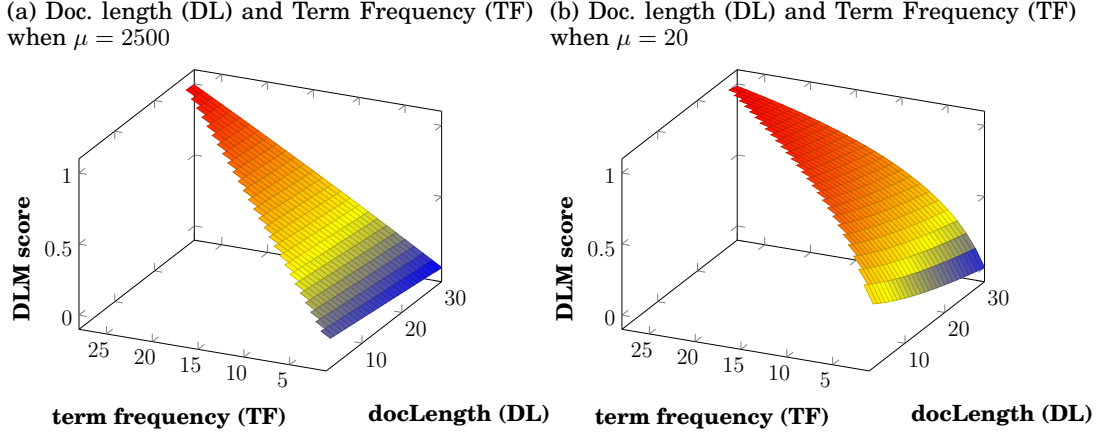 (a) Doc. length (DL) and Term Frequency (TF)
when μ = 2500
1
0.5
0
DLM score
25
20
15
10
5
10
20
30
term frequency (TF)
docLength (DL)
(b) Doc. length (DL) and Term Frequency (TF)
when μ = 20
1
0.5
0
DLM score
25
20
15
10
5
10
20
30
term frequency (TF)
docLength (DL)